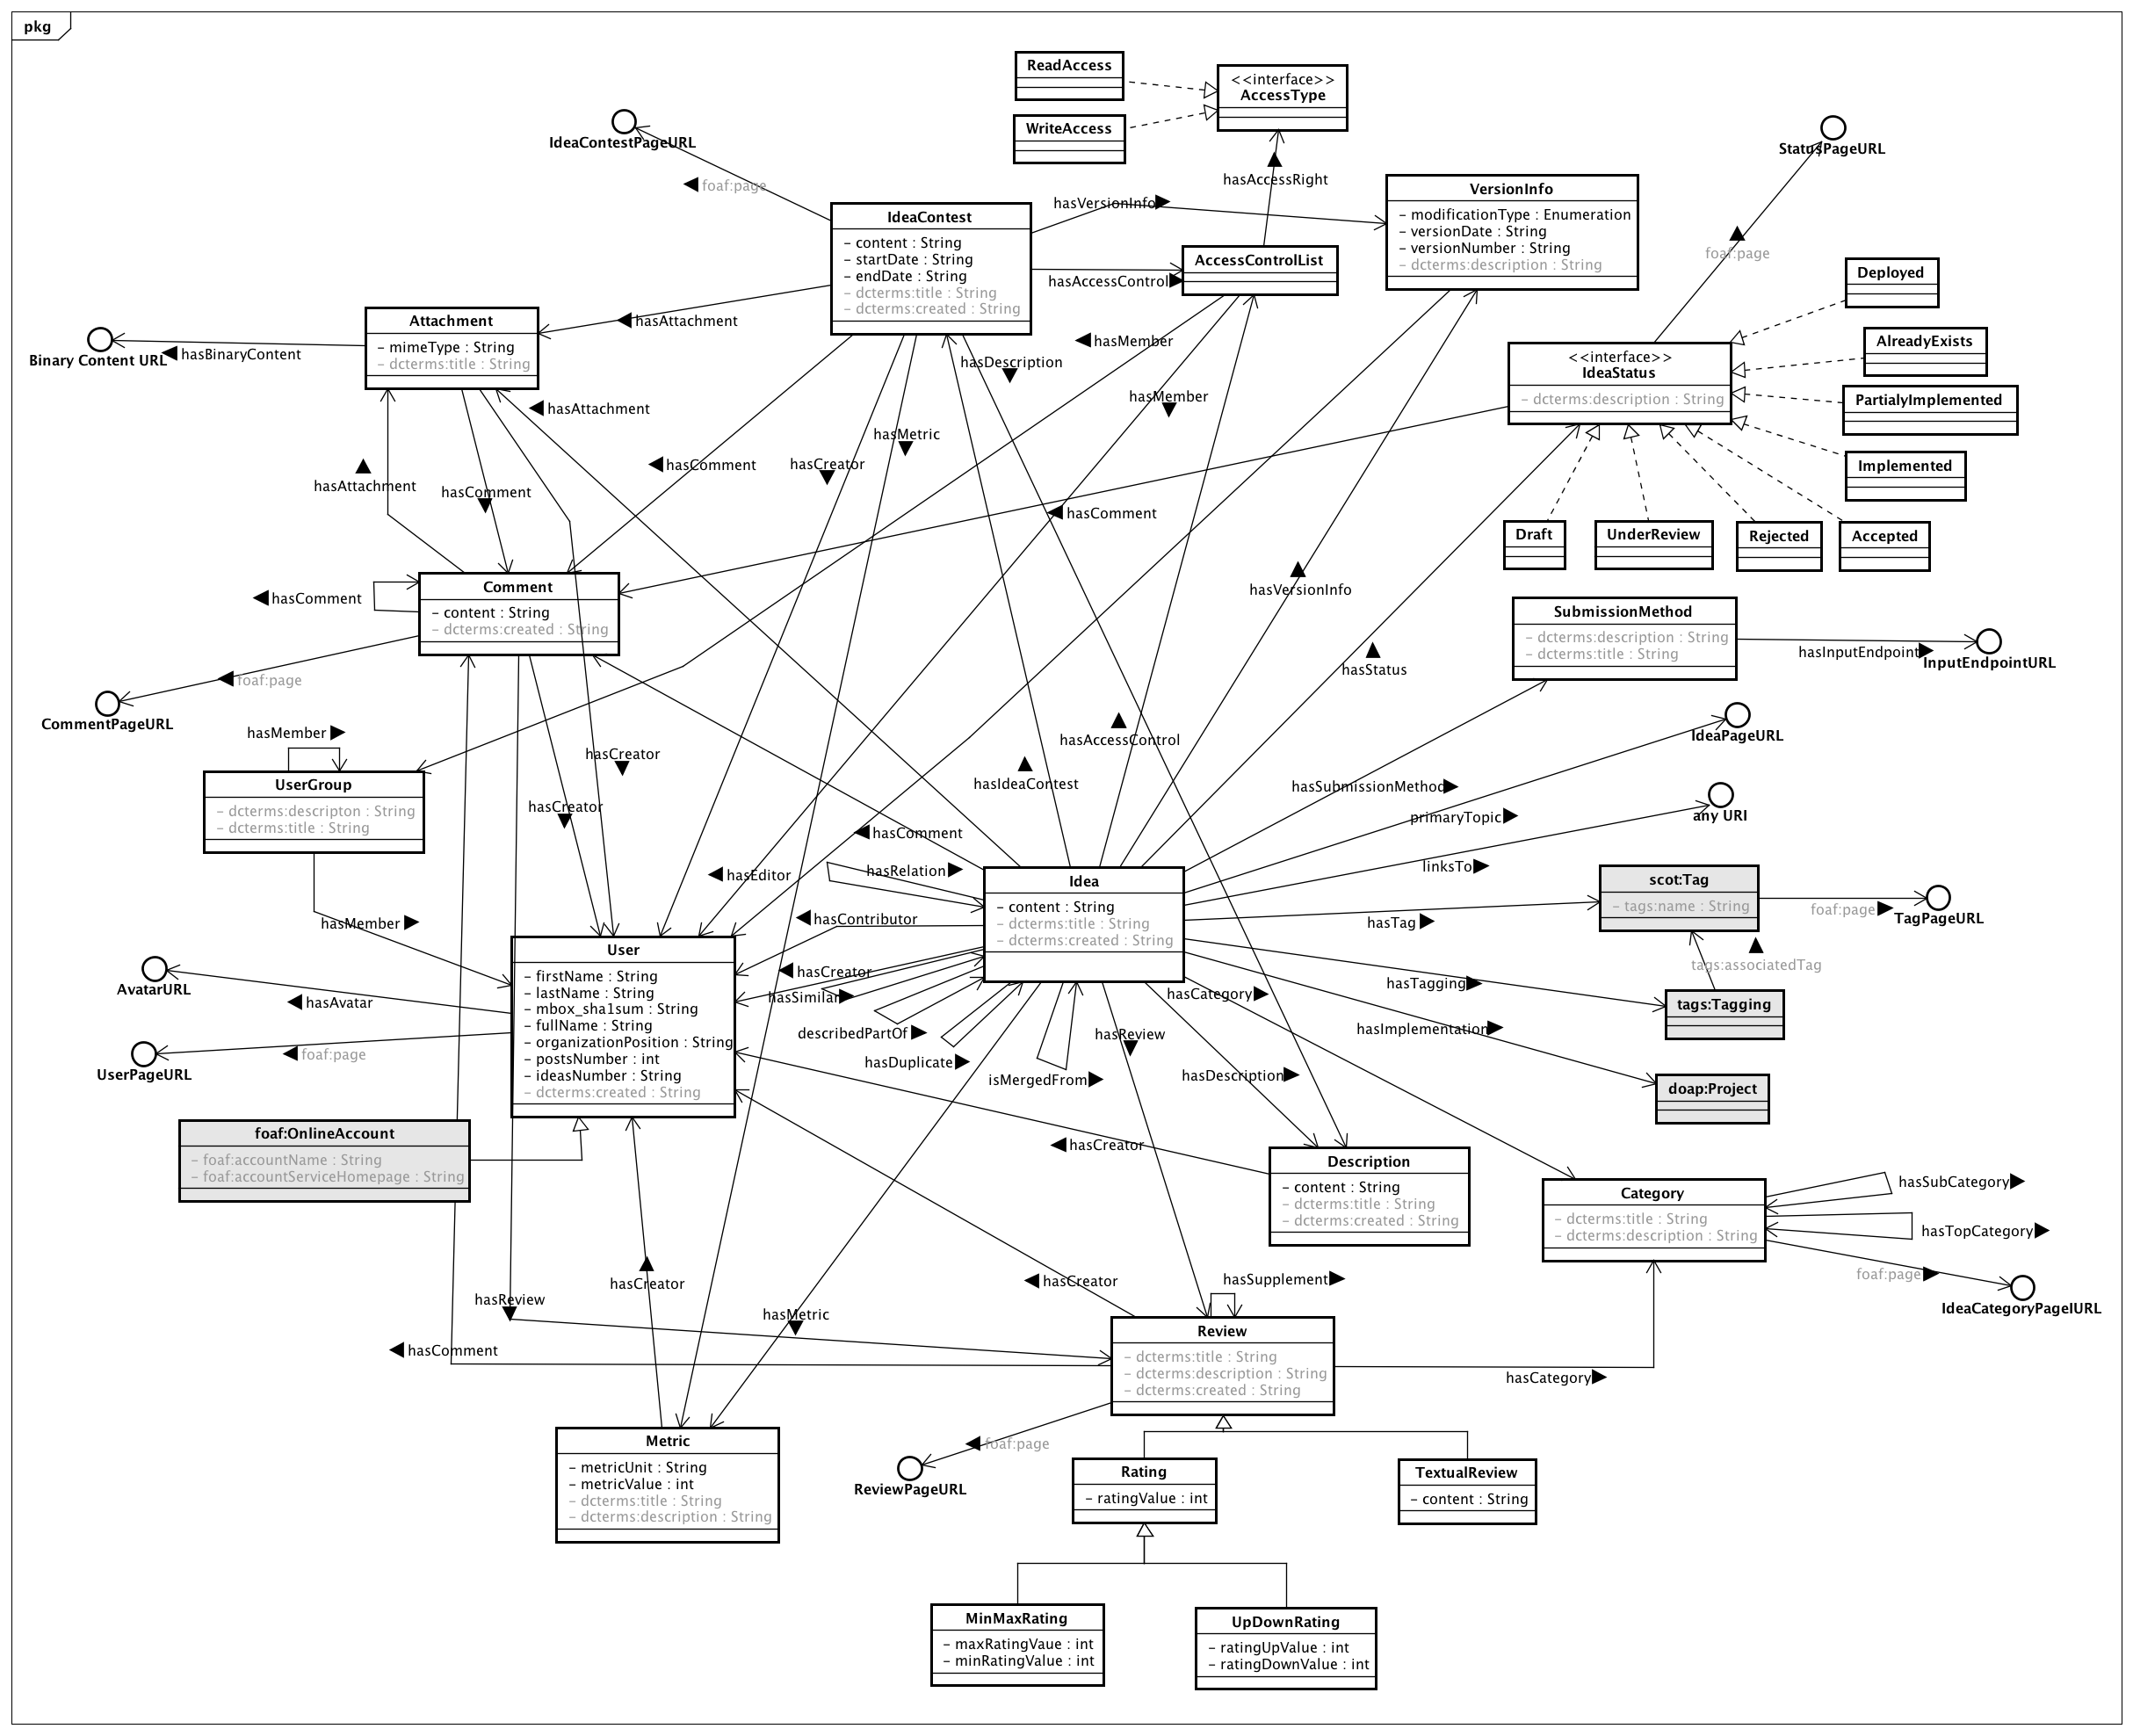 pkg
ReadAccess
<<interface>>
AccessType
WriteAccess
IdeaContestPageURL
StatusPageURL
hasAccessRight
foaf:page
hasVersionInfo
VersionInfo
– modificationType : Enumeration
– versionDate : String
– versionNumber : String
– dcterms:description : String
IdeaContest
– content : String
– startDate : String
– endDate : String
– dcterms:title : String
– dcterms:created : String
AccessControlList
hasAccessControl
foaf:page
Deployed
AlreadyExists
<<interface>>
IdeaStatus
– dcterms:description : String
PartialyImplemented
Implemented
Draft
UnderReview
Rejected
Accepted
Attachment
– mimeType : String
– dcterms:title : String
hasAttachment
Binary Content URL
hasBinaryContent
hasMember
hasDescription
hasMember
hasAttachment
hasMetric
hasComment
hasCreator
hasAttachment
hasComment
hasComment
Comment
– content : String
– dcterms:created : String
hasComment
hasVersionInfo
SubmissionMethod
– dcterms:description : String
– dcterms:title : String
hasInputEndpoint
InputEndpointURL
hasStatus
foaf:page
CommentPageURL
hasMember
UserGroup
– dcterms:descripton : String
– dcterms:title : String
hasCreator
hasAccessControl
hasIdeaContest
IdeaPageURL
hasSubmissionMethod
hasCreator
primaryTopic
any URI
hasComment
hasEditor
hasRelation
linksTo
Idea
– content : String
– dcterms:title : String
– dcterms:created : String
scot:Tag
– tags:name : String
foaf:page
TagPageURL
hasMember
hasContributor
hasTag
User
– firstName : String
– lastName : String
– mbox_sha1sum : String
– fullName : String
– organizationPosition : String
– postsNumber : int
– ideasNumber : String
– dcterms:created : String
tags:associatedTag
hasCreator
hasSimilar
hasCategory
hasTagging
tags:Tagging
AvatarURL
hasAvatar
describedPartOf
hasReview
hasImplementation
foaf:page
UserPageURL
hasDuplicate
isMergedFrom
hasDescription
doap:Project
foaf:OnlineAccount
– foaf:accountName : String
– foaf:accountServiceHomepage : String
hasCreator
Description
– content : String
– dcterms:title : String
– dcterms:created : String
Category
– dcterms:title : String
– dcterms:description : String
hasSubCategory
hasTopCategory
foaf:page
IdeaCategoryPageIURL
hasCreator
hasCreator
hasSupplement
hasReview
hasMetric
hasComment
Review
– dcterms:title : String
– dcterms:description : String
– dcterms:created : String
hasCategory
Metric
– metricUnit : String
– metricValue : int
– dcterms:title : String
– dcterms:description : String
foaf:page
ReviewPageURL
Rating
– ratingValue : int
TextualReview
– content : String
MinMaxRating
– maxRatingVaue : int
– minRatingValue : int
UpDownRating
– ratingUpValue : int
– ratingDownValue : int